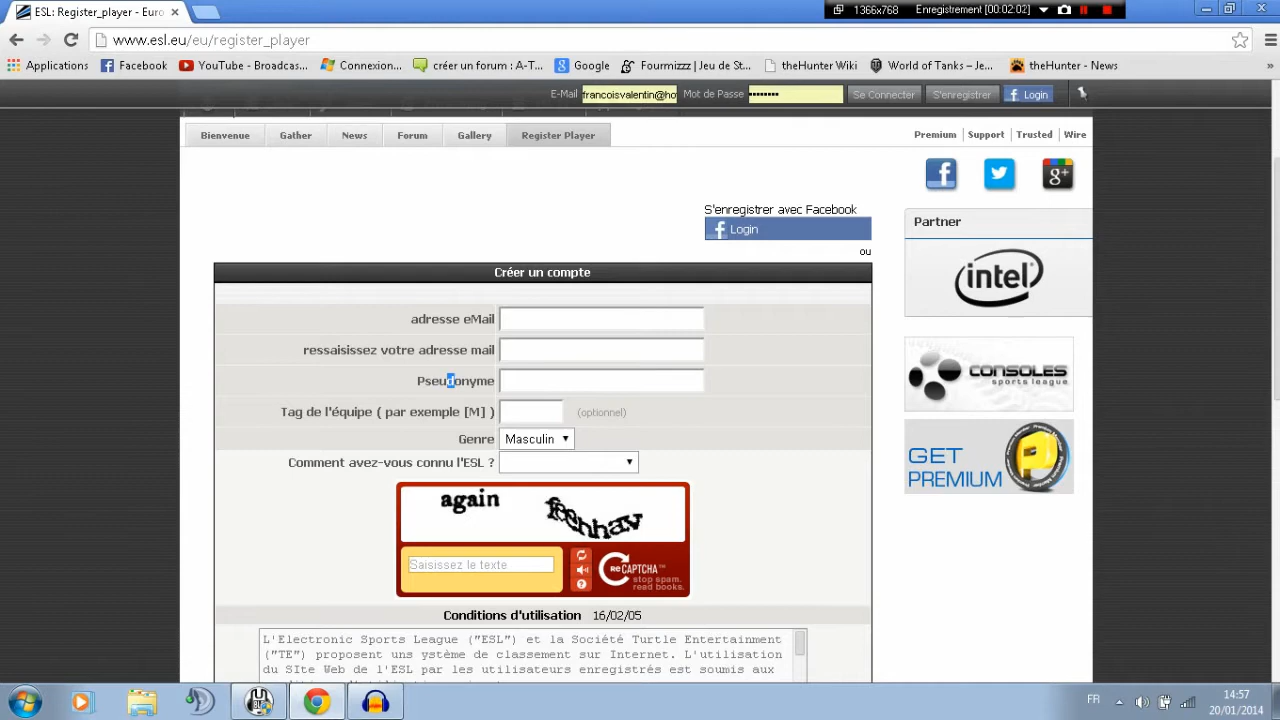 ESL: Register_player - Euro
1366x768
Enregistrement [00:02:02]
www.esl.eu/eu/register_player
Applications
Facebook
YouTube - Broadcas...
Connexion...
créer un forum : A-T...
Google
Fourmizzz | Jeu de St...
theHunter Wiki
World of Tanks – Je...
theHunter - News
»
E-Mail
francoisvalentin@ho
Mot de Passe
••••••••
Se Connecter
S'enregistrer
Login
Bienvenue
Gather
News
Forum
Gallery
Register Player
Premium
Support
Trusted
Wire
S'enregistrer avec Facebook
Login
ou
Partner
intel
CONSOLES
sports league
GET
PREMIUM
Créer un compte
adresse eMail
ressaisissez votre adresse mail
Pseudonyme
Tag de l'équipe ( par exemple [M] )
(optionnel)
Genre
Masculin
Comment avez-vous connu l'ESL ?
again
Saisissez le texte
reCAPTCHA™
stop spam.
read books.
Conditions d'utilisation 16/02/05
L'Electronic Sports League ("ESL") et la Société Turtle Entertainment
("TE") proposent uns ystème de classement sur Internet. L'utilisation
du SIte Web de l'ESL par les utilisateurs enregistrés est soumis aux
FR
14:57
20/01/2014